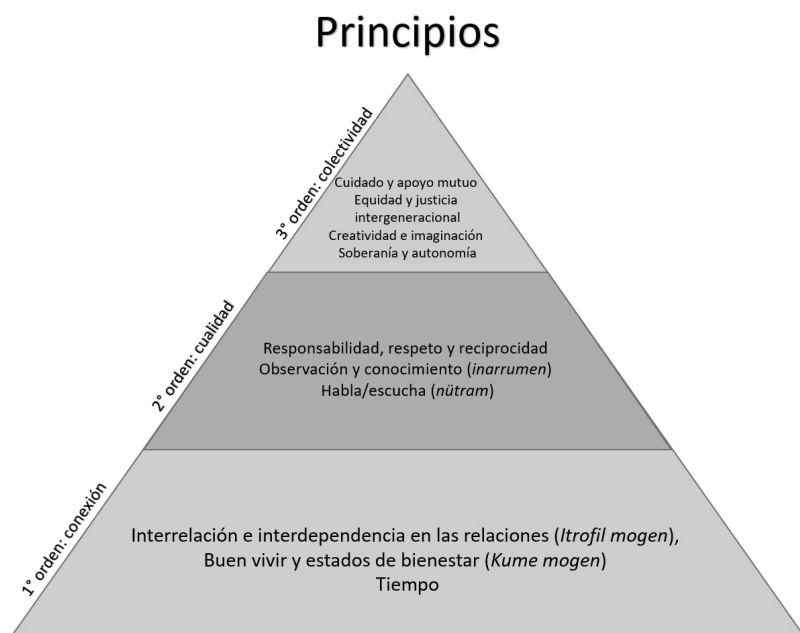 Principios
3° orden: colectividad
Cuidado y apoyo mutuo
Equidad y justicia
intergeneracional
Creatividad e imaginación
Soberanía y autonomía
2° orden: cualidad
Responsabilidad, respeto y reciprocidad
Observación y conocimiento (inarrumen)
Habla/escucha (nütram)
1° orden: conexión
Interrelación e interdependencia en las relaciones (Itrofil mogen),
Buen vivir y estados de bienestar (Kume mogen)
Tiempo